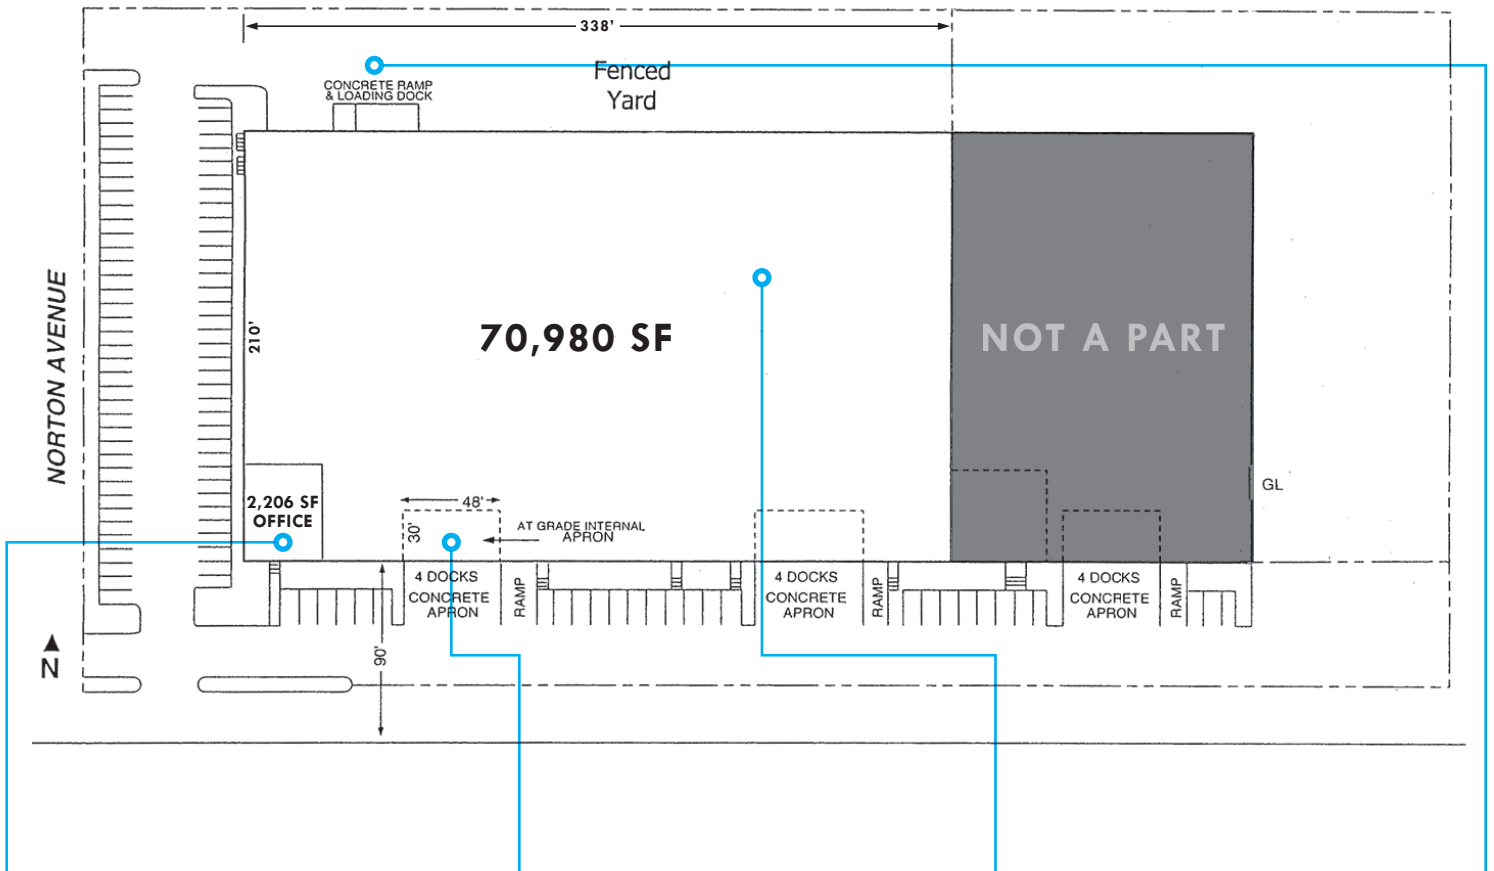 338'
Fenced
Yard
CONCRETE RAMP
& LOADING DOCK
NORTON AVENUE
210'
70,980 SF
NOT A PART
GL
2,206 SF
OFFICE
48'
30'
AT GRADE INTERNAL
APRON
4 DOCKS
CONCRETE
APRON
RAMP
4 DOCKS
CONCRETE
APRON
RAMP
4 DOCKS
CONCRETE
APRON
RAMP
90'
N